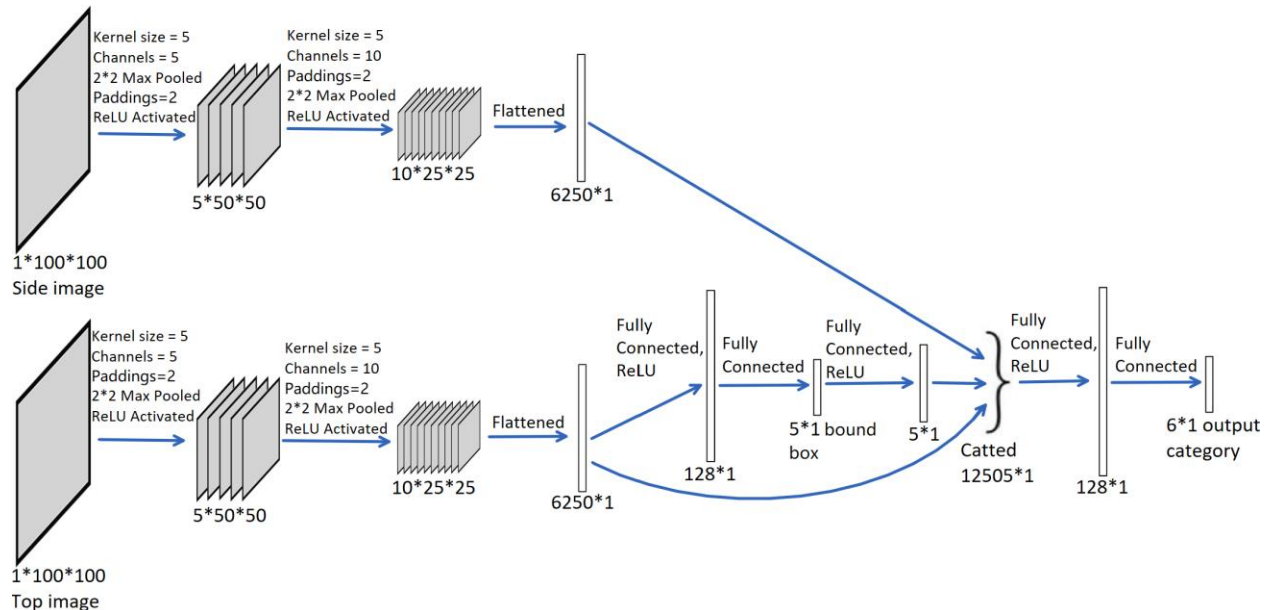 Kernel size = 5
Channels = 5
2*2 Max Pooled
Paddings=2
ReLU Activated
Kernel size = 5
Channels = 10
Paddings=2
2*2 Max Pooled
ReLU Activated
Flattened
5*50*50
10*25*25
6250*1
1*100*100
Side image
Kernel size = 5
Channels = 5
Paddings=2
2*2 Max Pooled
ReLU Activated
Kernel size = 5
Channels = 10
Paddings=2
2*2 Max Pooled
ReLU Activated
Flattened
5*50*50
10*25*25
6250*1
1*100*100
Top image
Fully
Connected,
ReLU
128*1
Fully
Connected
5*1 bound
box
Fully
Connected,
ReLU
5*1
Catted
12505*1
Fully
Connected,
ReLU
128*1
Fully
Connected
6*1 output
category